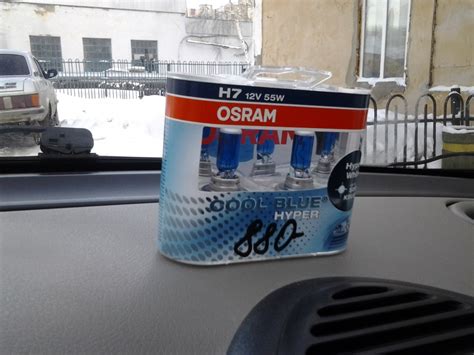 H7 12V 55W
OSRAM
COOL BLUE®
HYPER
880